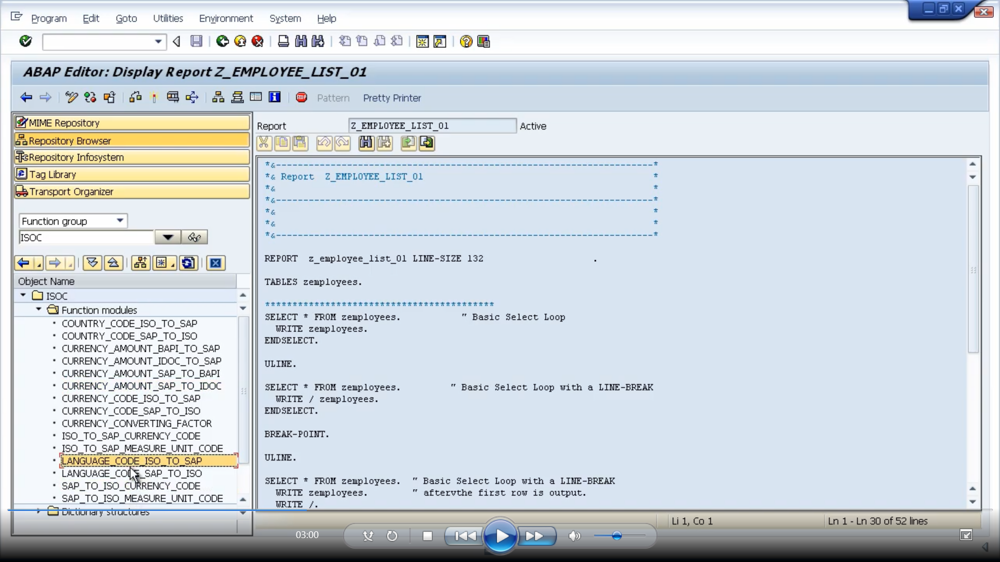 Program Edit Goto Utilities Environment System Help
ABAP Editor: Display Report Z_EMPLOYEE_LIST_01
STOP Pattern Pretty Printer
MIME Repository
Repository Browser
Repository Infosystem
Tag Library
Transport Organizer
Function group
ISOC
Object Name
ISOC
Function modules
COUNTRY_CODE_ISO_TO_SAP
COUNTRY_CODE_SAP_TO_ISO
CURRENCY_AMOUNT_BAPI_TO_SAP
CURRENCY_AMOUNT_IDOC_TO_SAP
CURRENCY_AMOUNT_SAP_TO_BAPI
CURRENCY_AMOUNT_SAP_TO_IDOC
CURRENCY_CODE_ISO_TO_SAP
CURRENCY_CODE_SAP_TO_ISO
CURRENCY_CONVERTING_FACTOR
ISO_TO_SAP_CURRENCY_CODE
ISO_TO_SAP_MEASURE_UNIT_CODE
LANGUAGE_CODE_ISO_TO_SAP
LANGUAGE_CODE_SAP_TO_ISO
SAP_TO_ISO_CURRENCY_CODE
SAP_TO_ISO_MEASURE_UNIT_CODE
Dictionary structures
Report Z_EMPLOYEE_LIST_01 Active
*&---------------------------------------------------------------------*
*& Report  Z_EMPLOYEE_LIST_01                                          *
*&                                                                     *
*&---------------------------------------------------------------------*
*&                                                                     *
*&                                                                     *
*&---------------------------------------------------------------------*
REPORT  z_employee_list_01 LINE-SIZE 132                    .
TABLES zemployees.
******************************************
SELECT * FROM zemployees.           " Basic Select Loop
  WRITE zemployees.
ENDSELECT.
ULINE.
SELECT * FROM zemployees.         " Basic Select Loop with a LINE-BREAK
  WRITE / zemployees.
ENDSELECT.
BREAK-POINT.
ULINE.
SELECT * FROM zemployees.  " Basic Select Loop with a LINE-BREAK
  WRITE zemployees.        " aftervthe first row is output.
  WRITE /.
Li 1, Co 1 Ln 1 - Ln 30 of 52 lines
03:00